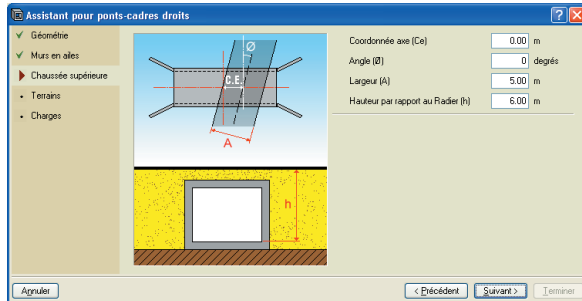 Assistant pour ponts-cadres droits
Géométrie
Murs en ailes
Chaussée supérieure
Terrains
Charges
Ø
C.E.
A
h
Coordonnée axe (Ce) 0.00 m
Angle (Ø) 0 degrés
Largeur (A) 5.00 m
Hauteur par rapport au Radier (h) 6.00 m
Annuler
< Précédent
Suivant >
Terminer